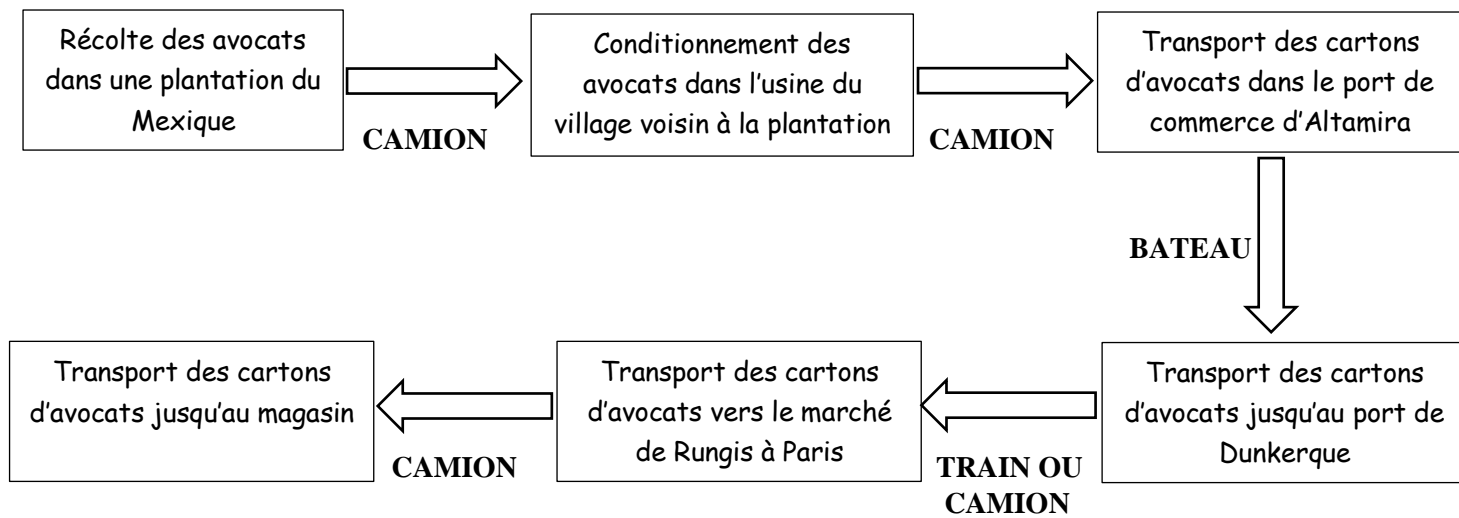 Récolte des avocats
dans une plantation du
Mexique
CAMION
Conditionnement des
avocats dans l'usine du
village voisin à la plantation
CAMION
Transport des cartons
d'avocats dans le port de
commerce d'Altamira
BATEAU
Transport des cartons
d'avocats jusqu'au port de
Dunkerque
TRAIN OU
CAMION
Transport des cartons
d'avocats vers le marché
de Rungis à Paris
CAMION
Transport des cartons
d'avocats jusqu'au magasin